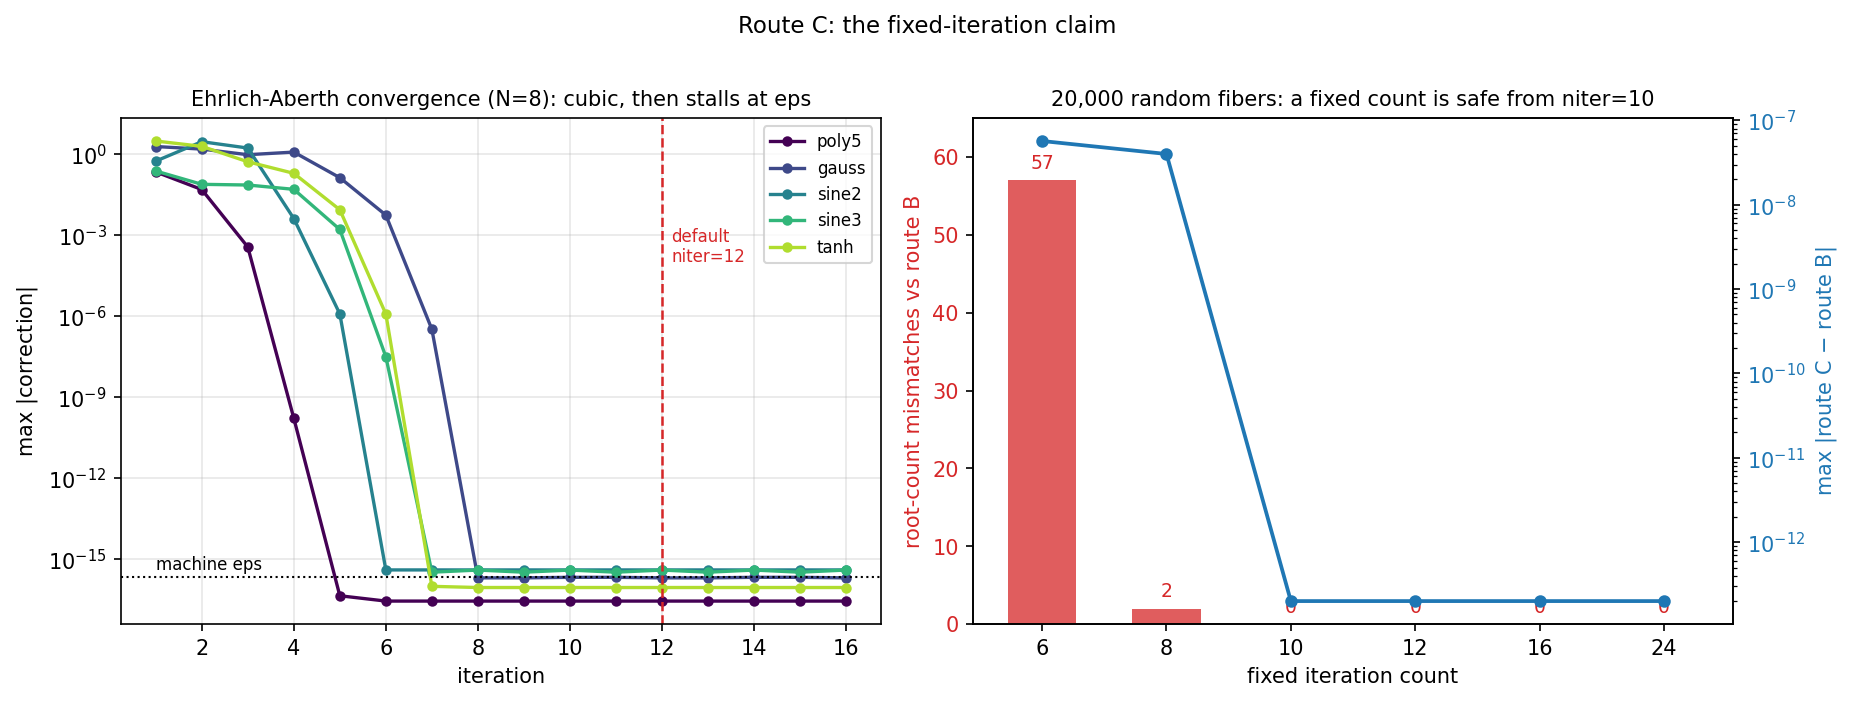 Route C: the fixed-iteration claim
Ehrlich-Aberth convergence (N=8): cubic, then stalls at eps
max |correction|
10⁰
10⁻³
10⁻⁶
10⁻⁹
10⁻¹²
10⁻¹⁵
poly5
gauss
sine2
sine3
tanh
default
niter=12
machine eps
2 4 6 8 10 12 14 16
iteration
20,000 random fibers: a fixed count is safe from niter=10
root-count mismatches vs route B
60
50
40
30
20
10
0
57
2
0 0 0 0
10⁻⁷
10⁻⁸
10⁻⁹
10⁻¹⁰
10⁻¹¹
10⁻¹²
max |route C − route B|
6 8 10 12 16 24
fixed iteration count